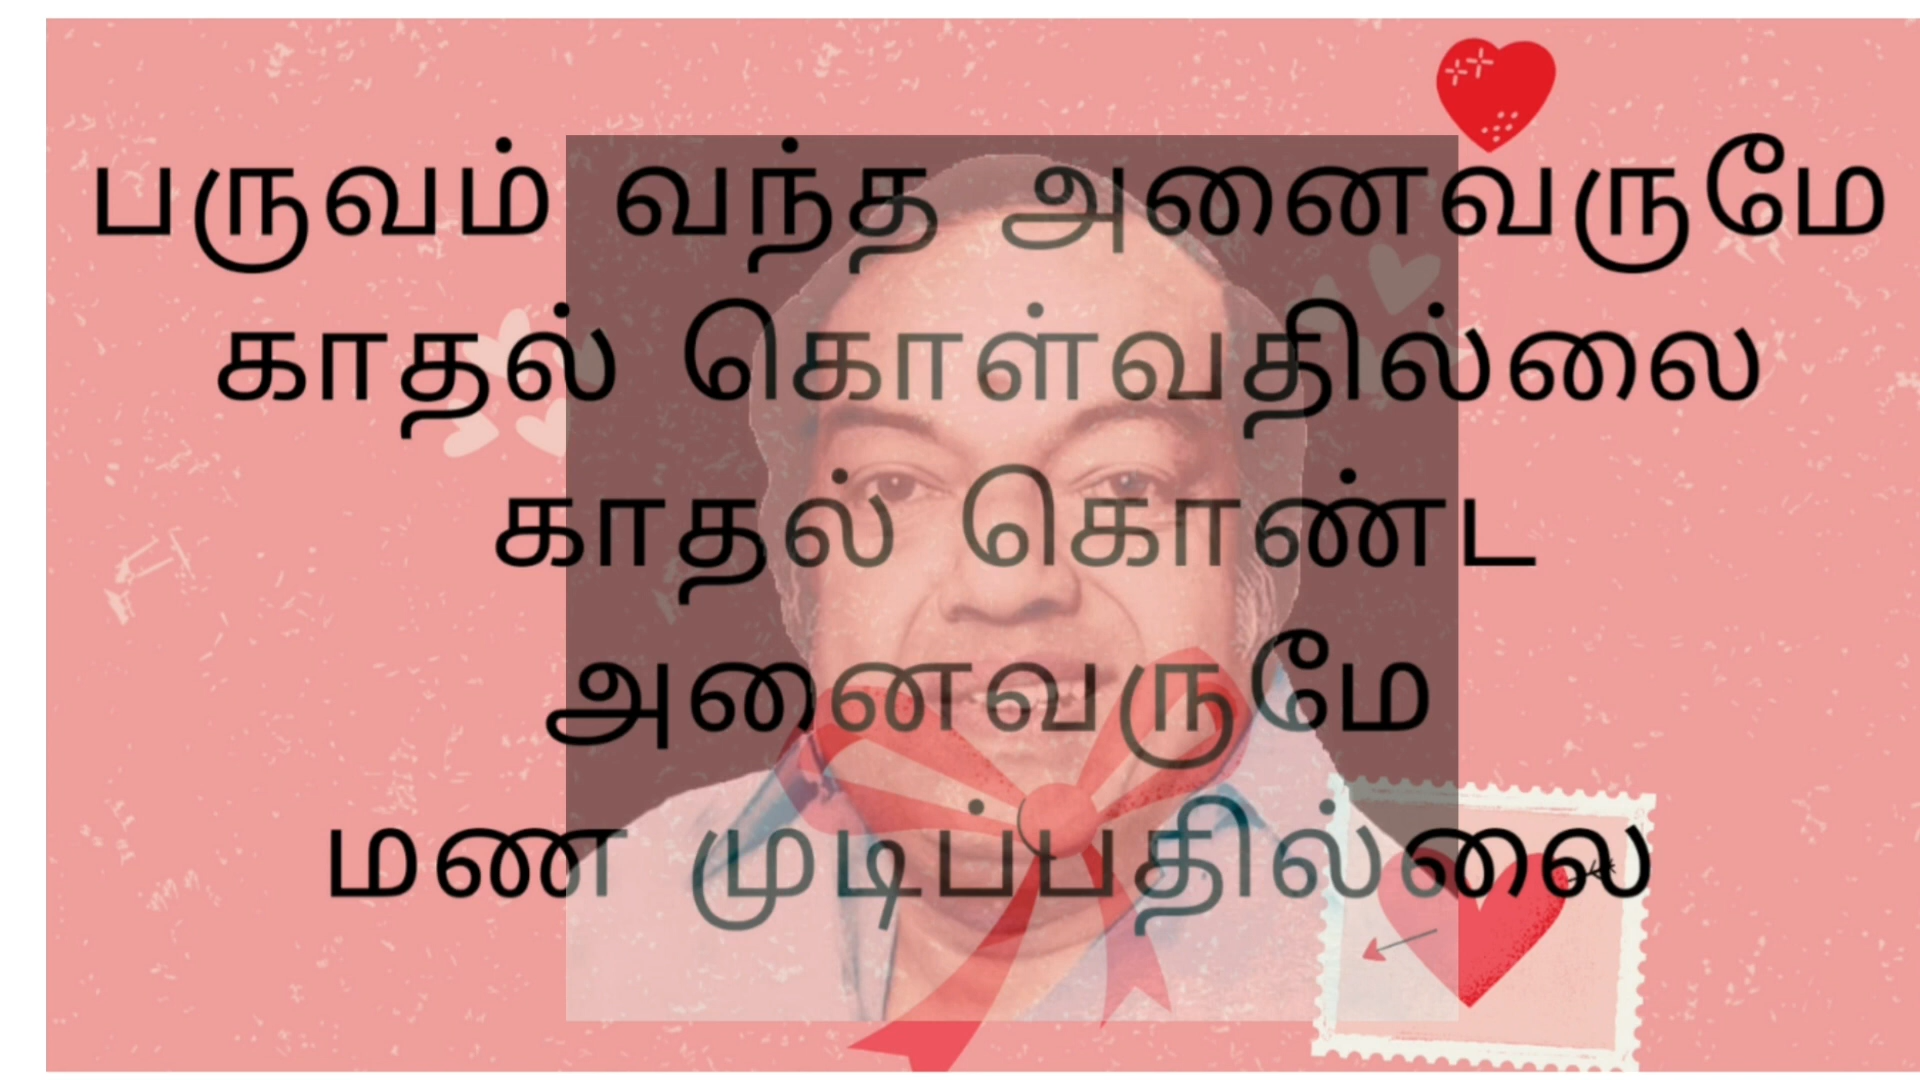 பருவம் வந்த அனைவருமே
காதல் கொள்வதில்லை
காதல் கொண்ட
அனைவருமே
மண முடிப்பதில்லை